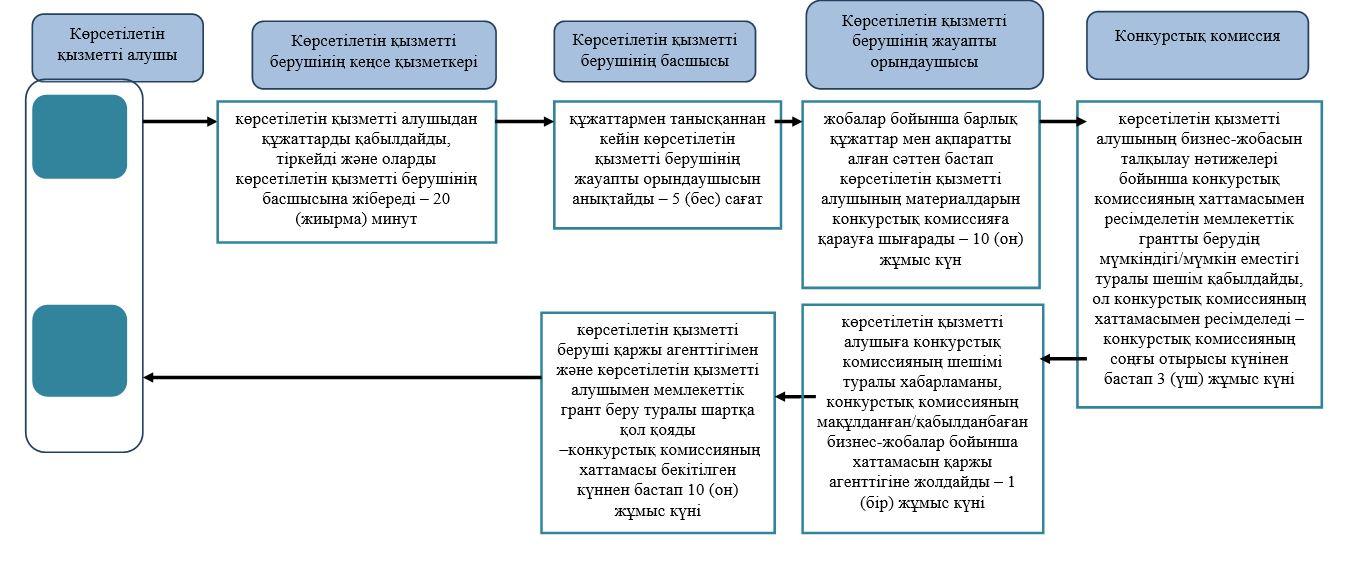 Көрсетілетін
қызметті алушы
Көрсетілетін қызметті
берушінің кеңсе қызметкері
Көрсетілетін қызметті
берушінің басшысы
Көрсетілетін қызметті
берушінің жауапты
орындаушысы
Конкурстық комиссия
көрсетілетін қызметті алушыдан
құжаттарды қабылдайды,
тіркейді және оларды
көрсетілетін қызметті берушінің
басшысына жібереді – 20
(жиырма) минут
құжаттармен танысқаннан
кейін көрсетілетін
қызметті берушінің
жауапты орындаушысын
анықтайды – 5 (бес) сағат
жобалар бойынша барлық
құжаттар мен ақпаратты
алған сәттен бастап
көрсетілетін қызметті
алушының материалдарын
конкурстық комиссияға
қарауға шығарады – 10 (он)
жұмыс күн
көрсетілетін қызметті
алушының бизнес-жобасын
талқылау нәтижелері
бойынша конкурстық
комиссияның хаттамасымен
ресімделетін мемлекеттік
грантты берудің
мүмкіндігі/мүмкін еместігі
туралы шешім қабылдайды,
ол конкурстық комиссияның
хаттамасымен ресімделеді –
конкурстық комиссияның
соңғы отырысы күнінен
бастап 3 (үш) жұмыс күні
көрсетілетін қызметті
алушыға конкурстық
комиссияның шешімі
туралы хабарламаны,
конкурстық комиссияның
мақұлданған/қабылданбаған
бизнес-жобалар бойынша
хаттамасын қаржы
агенттігіне жолдайды – 1
(бір) жұмыс күні
көрсетілетін қызметті
беруші қаржы агенттігімен
және көрсетілетін қызметті
алушымен мемлекеттік
грант беру туралы шартқа
қол қояды
–конкурстық комиссияның
хаттамасы бекітілген
күннен бастап 10 (он)
жұмыс күні